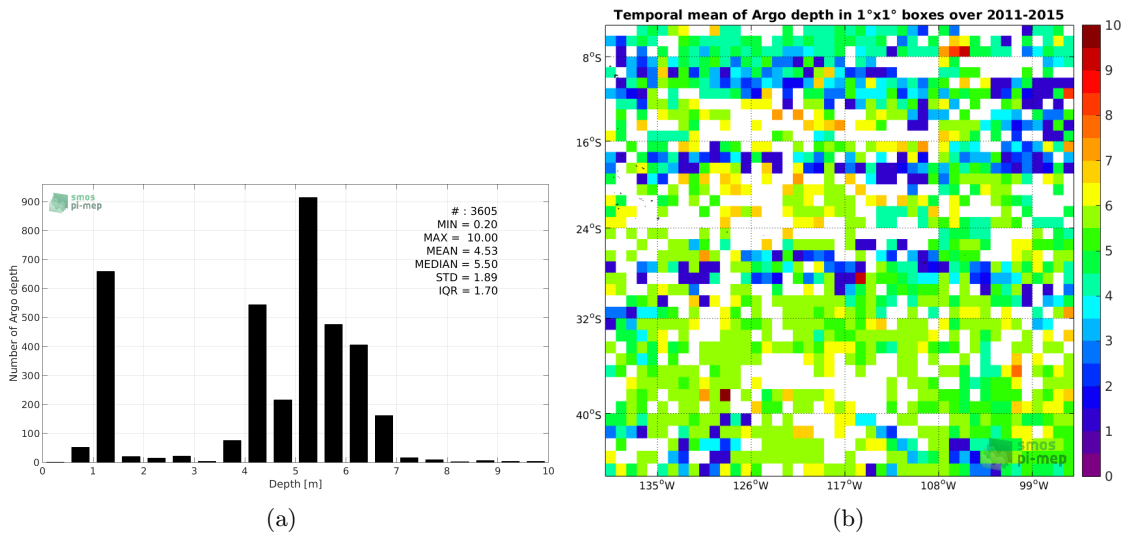 Temporal mean of Argo depth in 1°x1° boxes over 2011-2015
smos
pi-mep
# : 3605
MIN = 0.20
MAX = 10.00
MEAN = 4.53
MEDIAN = 5.50
STD = 1.89
IQR = 1.70
Number of Argo depth
900
800
700
600
500
400
300
200
100
0
0 1 2 3 4 5 6 7 8 9 10
Depth [m]
(a)
8°S
16°S
24°S
32°S
40°S
135°W 126°W 117°W 108°W 99°W
smos
pi-mep
10
9
8
7
6
5
4
3
2
1
0
(b)